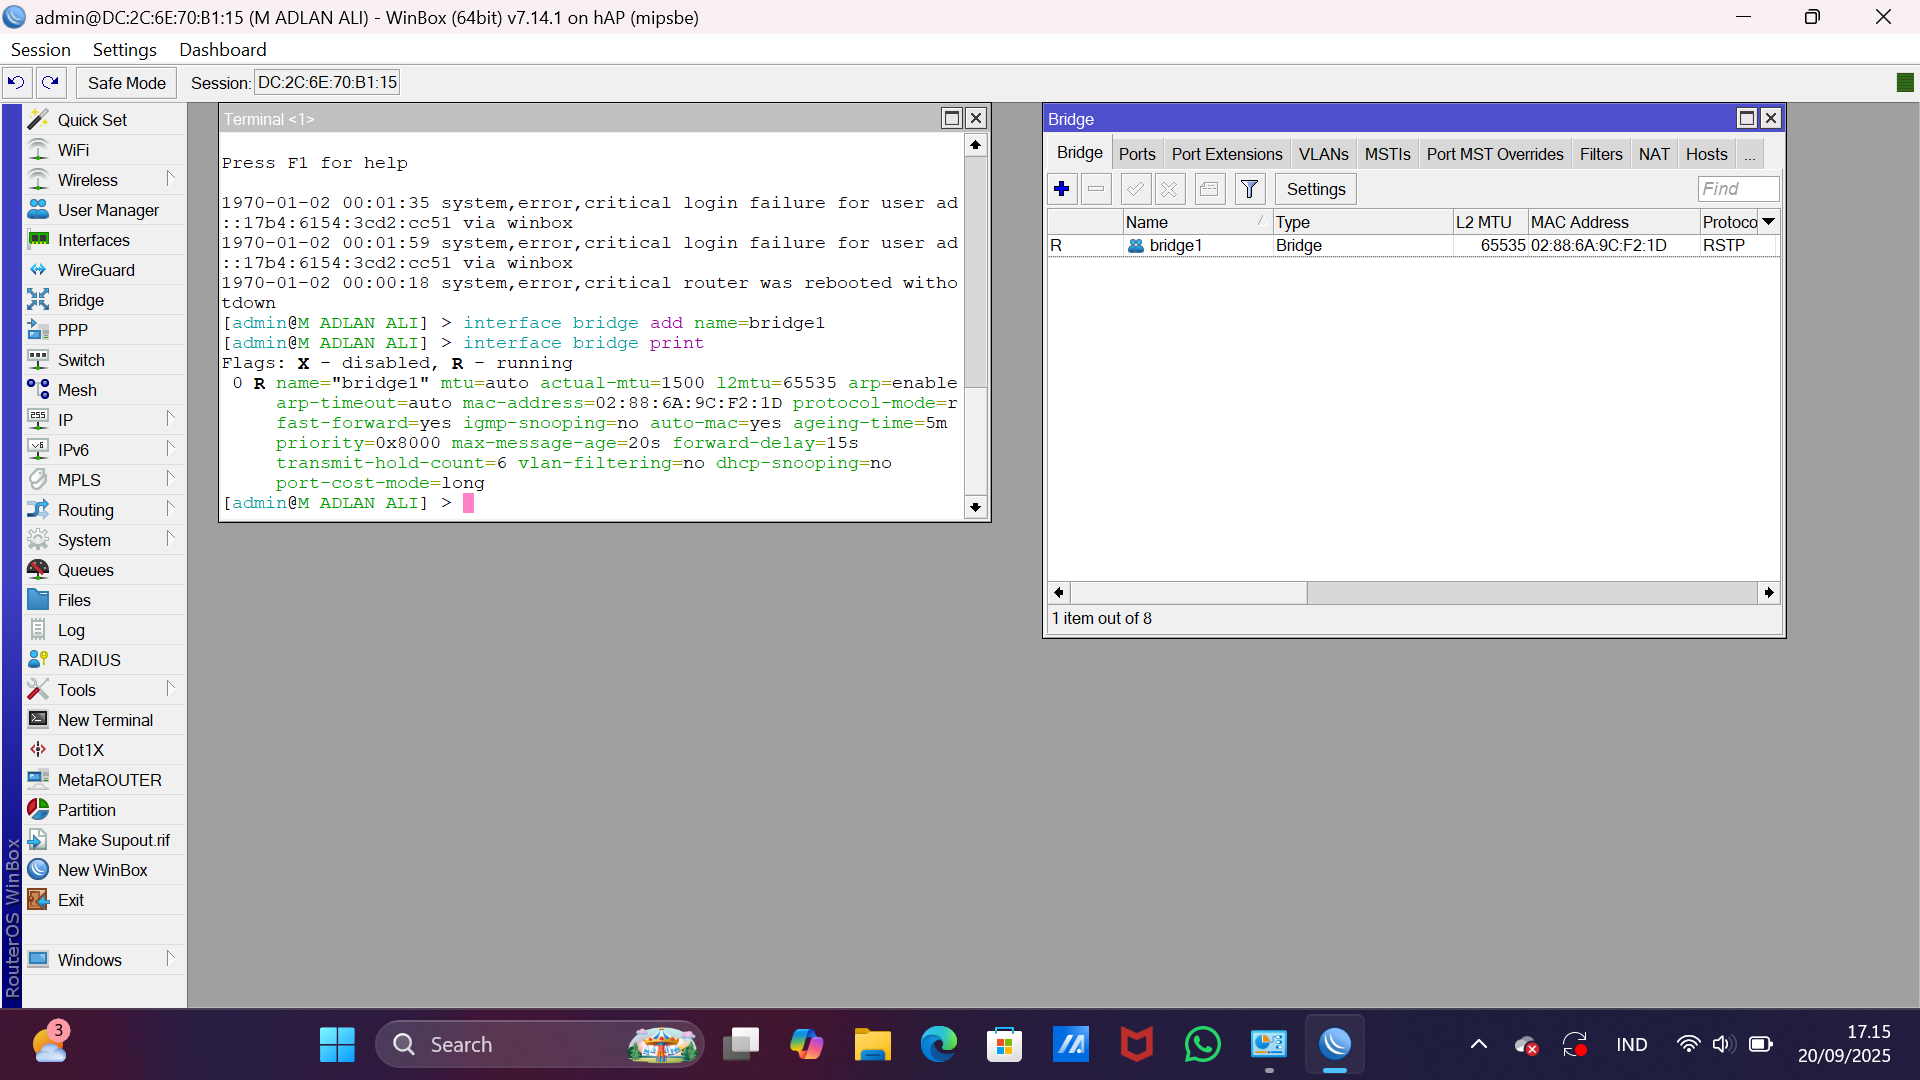 admin@DC:2C:6E:70:B1:15 (M ADLAN ALI) - WinBox (64bit) v7.14.1 on hAP (mipsbe)
Session Settings Dashboard
Safe Mode Session: DC:2C:6E:70:B1:15
Quick Set
WiFi
Wireless
User Manager
Interfaces
WireGuard
Bridge
PPP
Switch
Mesh
IP
IPv6
MPLS
Routing
System
Queues
Files
Log
RADIUS
Tools
New Terminal
Dot1X
MetaROUTER
Partition
Make Supout.rif
New WinBox
Exit
Windows
RouterOS WinBox
Terminal <1>
Press F1 for help
1970-01-02 00:01:35 system,error,critical login failure for user ad
::17b4:6154:3cd2:cc51 via winbox
1970-01-02 00:01:59 system,error,critical login failure for user ad
::17b4:6154:3cd2:cc51 via winbox
1970-01-02 00:00:18 system,error,critical router was rebooted witho
tdown
[admin@M ADLAN ALI] > interface bridge add name=bridge1
[admin@M ADLAN ALI] > interface bridge print
Flags: X - disabled, R - running
0 R name="bridge1" mtu=auto actual-mtu=1500 l2mtu=65535 arp=enable
arp-timeout=auto mac-address=02:88:6A:9C:F2:1D protocol-mode=r
fast-forward=yes igmp-snooping=no auto-mac=yes ageing-time=5m
priority=0x8000 max-message-age=20s forward-delay=15s
transmit-hold-count=6 vlan-filtering=no dhcp-snooping=no
port-cost-mode=long
[admin@M ADLAN ALI] >
Bridge
Bridge Ports Port Extensions VLANs MSTIs Port MST Overrides Filters NAT Hosts ...
Settings Find
Name Type L2 MTU MAC Address Protoco
R bridge1 Bridge 65535 02:88:6A:9C:F2:1D RSTP
1 item out of 8
3
Search
IND
17.15
20/09/2025